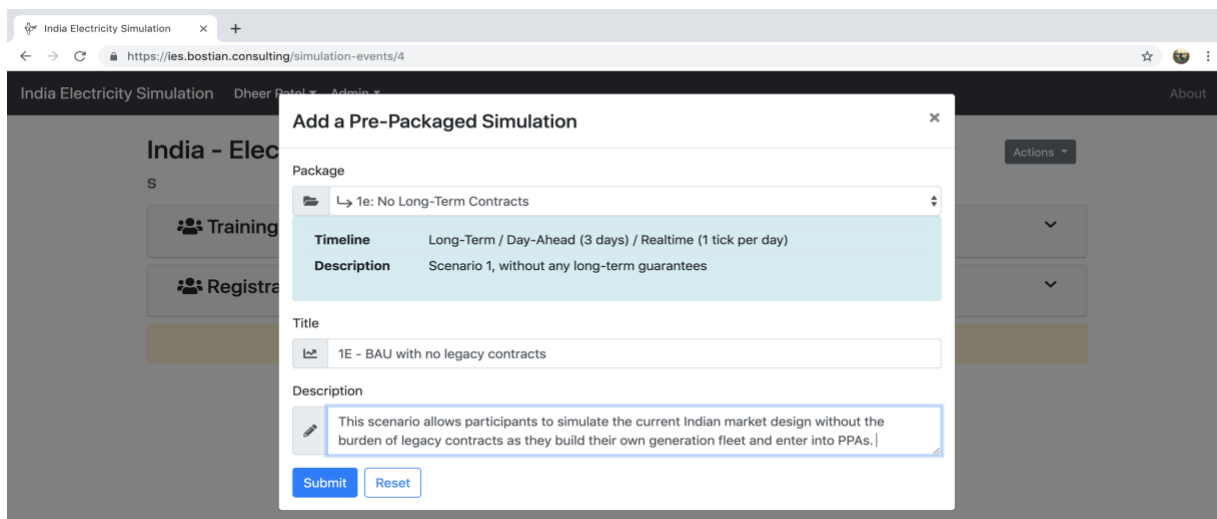 India Electricity Simulation
https://ies.bostian.consulting/simulation-events/4
India Electricity Simulation Dheer Patel Admin About
Add a Pre-Packaged Simulation
India - Elec
Actions
Package
S
1e: No Long-Term Contracts
Training
Timeline Long-Term / Day-Ahead (3 days) / Realtime (1 tick per day)
Description Scenario 1, without any long-term guarantees
Registra
Title
1E - BAU with no legacy contracts
Description
This scenario allows participants to simulate the current Indian market design without the
burden of legacy contracts as they build their own generation fleet and enter into PPAs.
Submit Reset